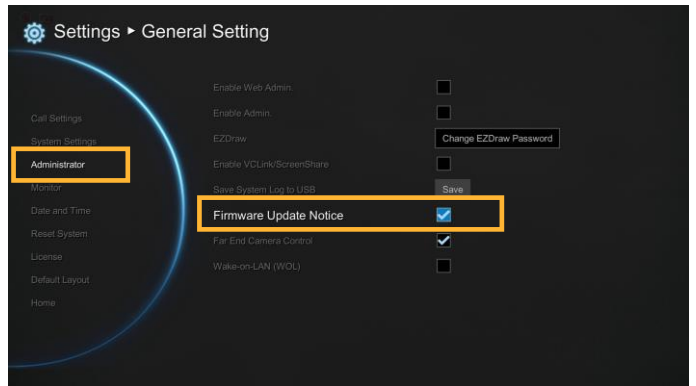 Settings ▸ General Setting
Enable Web Admin.
Call Settings
Enable Admin.
System Settings
EZDraw
Change EZDraw Password
Administrator
Enable VCLink/ScreenShare
Monitor
Save System Log to USB
Save
Date and Time
Firmware Update Notice
Reset System
Far End Camera Control
License
Wake-on-LAN (WOL)
Default Layout
Home